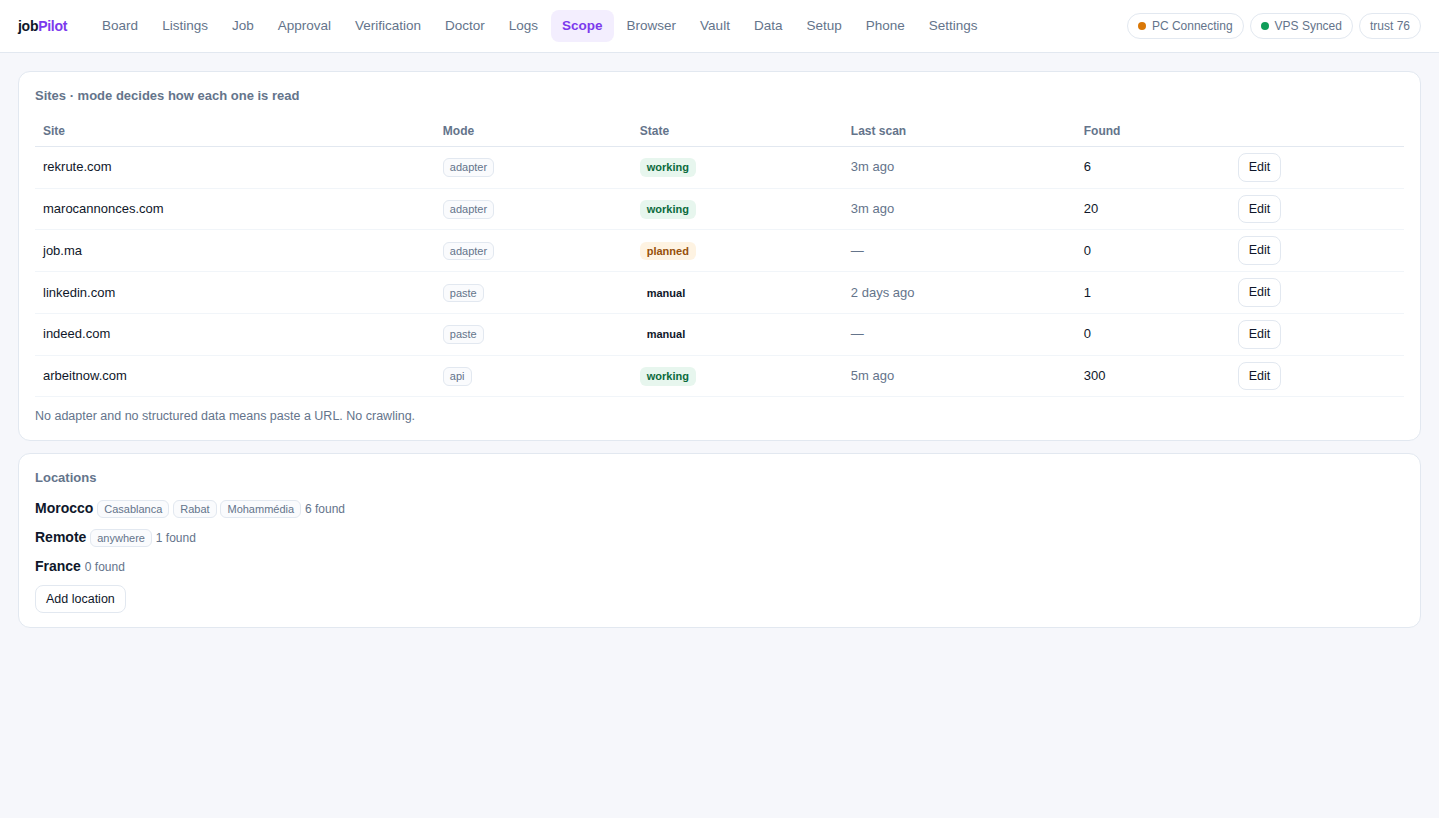 jobPilot Board Listings Job Approval Verification Doctor Logs Scope Browser Vault Data Setup Phone Settings PC Connecting VPS Synced trust 76
Sites · mode decides how each one is read
Site Mode State Last scan Found
rekrute.com adapter working 3m ago 6 Edit
marocannonces.com adapter working 3m ago 20 Edit
job.ma adapter planned — 0 Edit
linkedin.com paste manual 2 days ago 1 Edit
indeed.com paste manual — 0 Edit
arbeitnow.com api working 5m ago 300 Edit
No adapter and no structured data means paste a URL. No crawling.
Locations
Morocco Casablanca Rabat Mohammédia 6 found
Remote anywhere 1 found
France 0 found
Add location